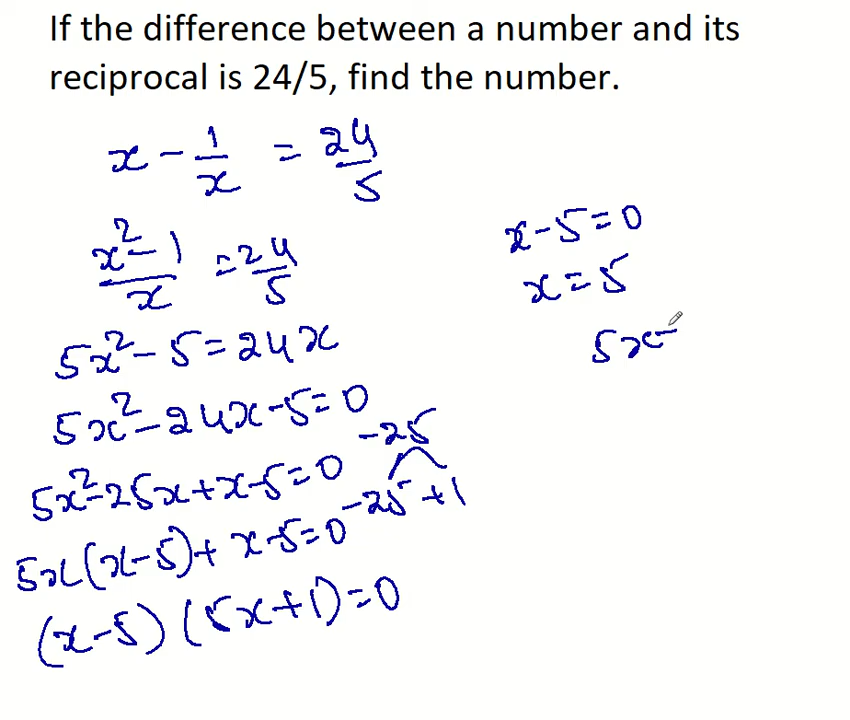 If the difference between a number and its
reciprocal is 24/5, find the number.
x - 1/x = 24/5
(x² - 1)/x = 24/5
5x² - 5 = 24x
5x² - 24x - 5 = 0
-25
5x² - 25x + x - 5 = 0
-25 +1
5x(x - 5) + x - 5 = 0
(x - 5)(5x + 1) = 0
x - 5 = 0
x = 5
5x-